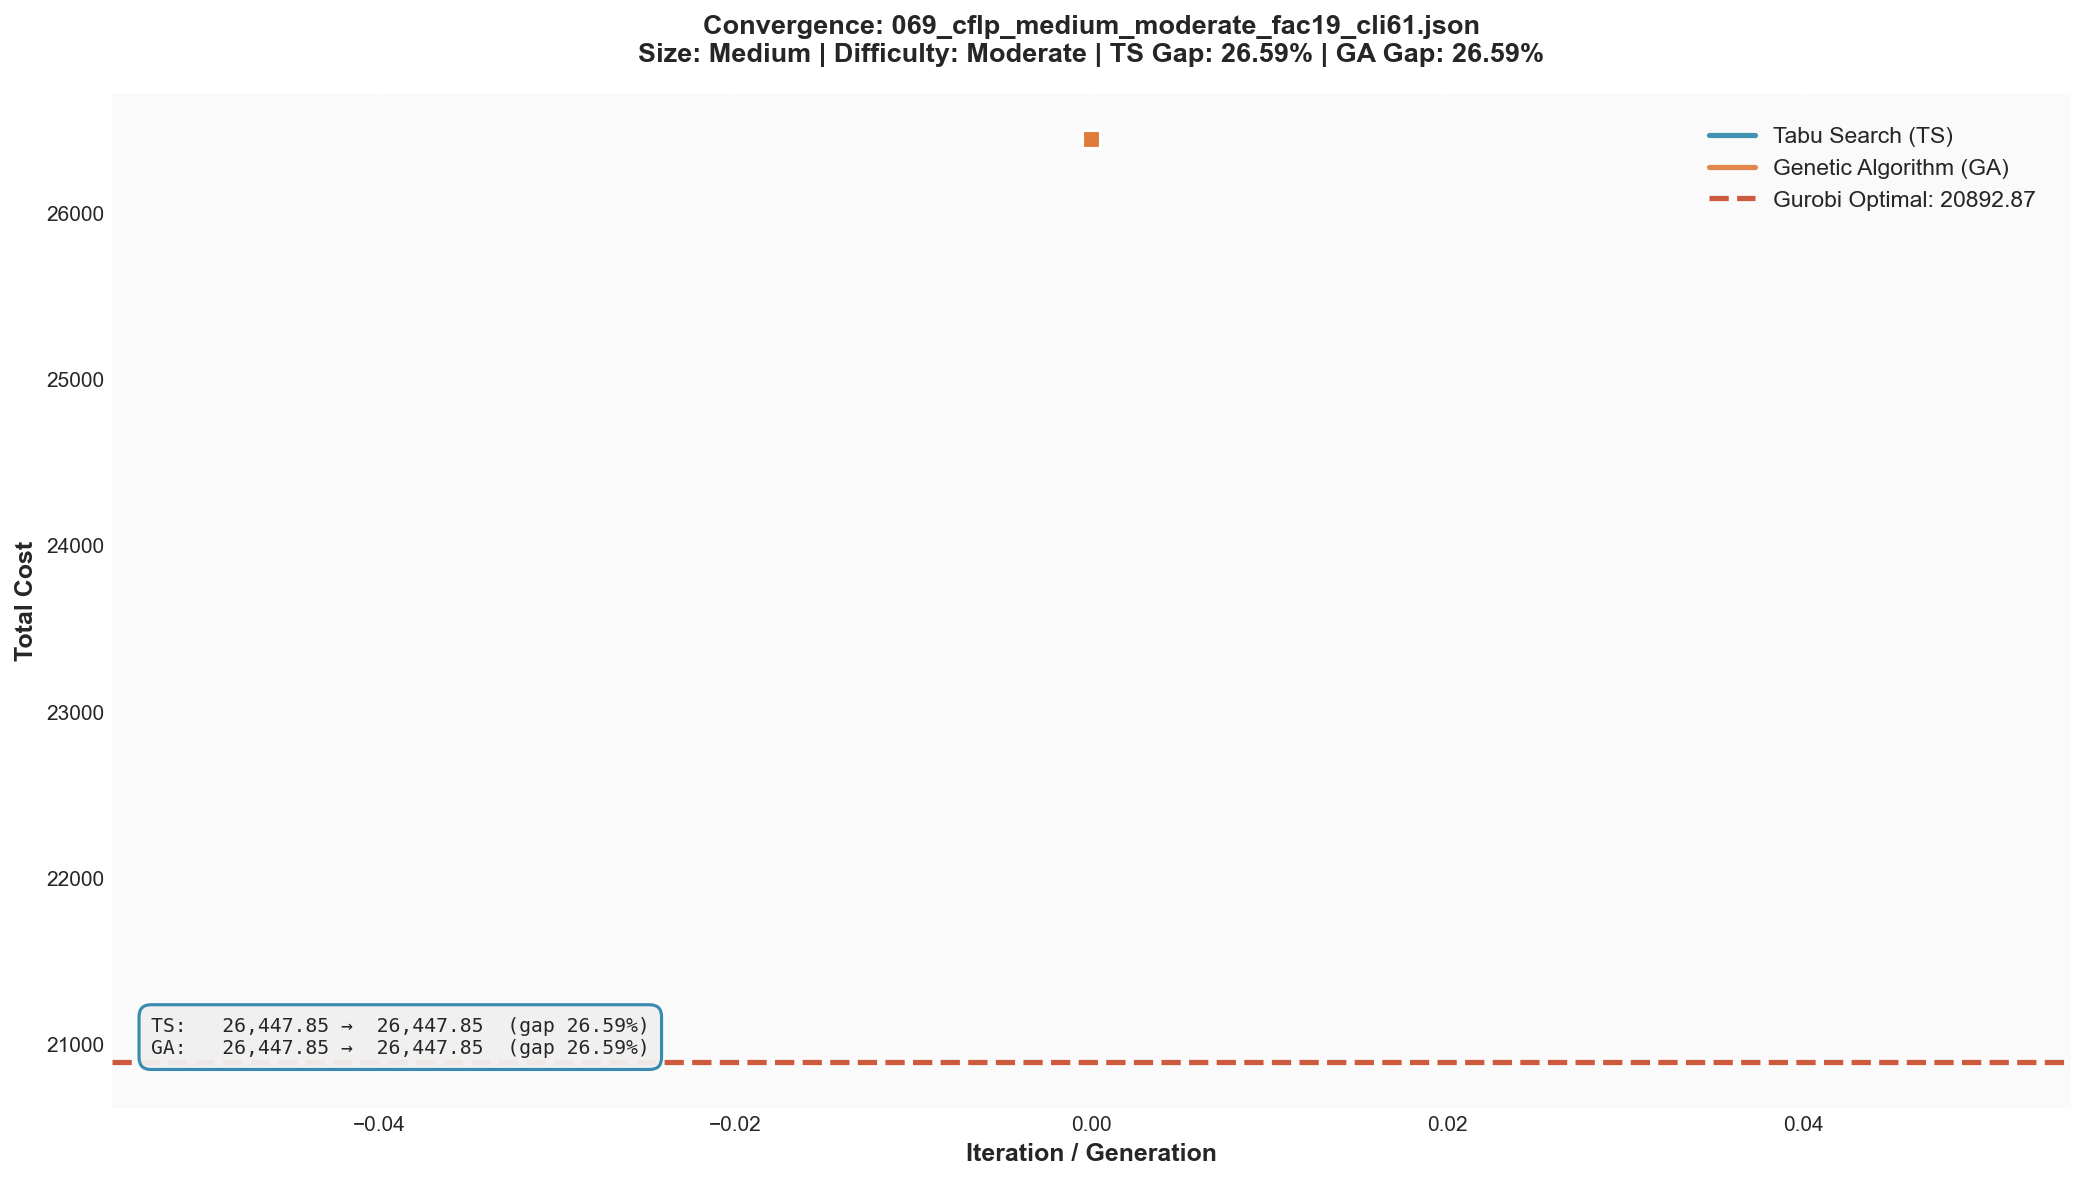 Convergence: 069_cflp_medium_moderate_fac19_cli61.json
Size: Medium | Difficulty: Moderate | TS Gap: 26.59% | GA Gap: 26.59%
Tabu Search (TS)
Genetic Algorithm (GA)
Gurobi Optimal: 20892.87
26000
25000
24000
23000
22000
21000
Total Cost
TS:   26,447.85 →  26,447.85  (gap 26.59%)
GA:   26,447.85 →  26,447.85  (gap 26.59%)
−0.04
−0.02
0.00
0.02
0.04
Iteration / Generation